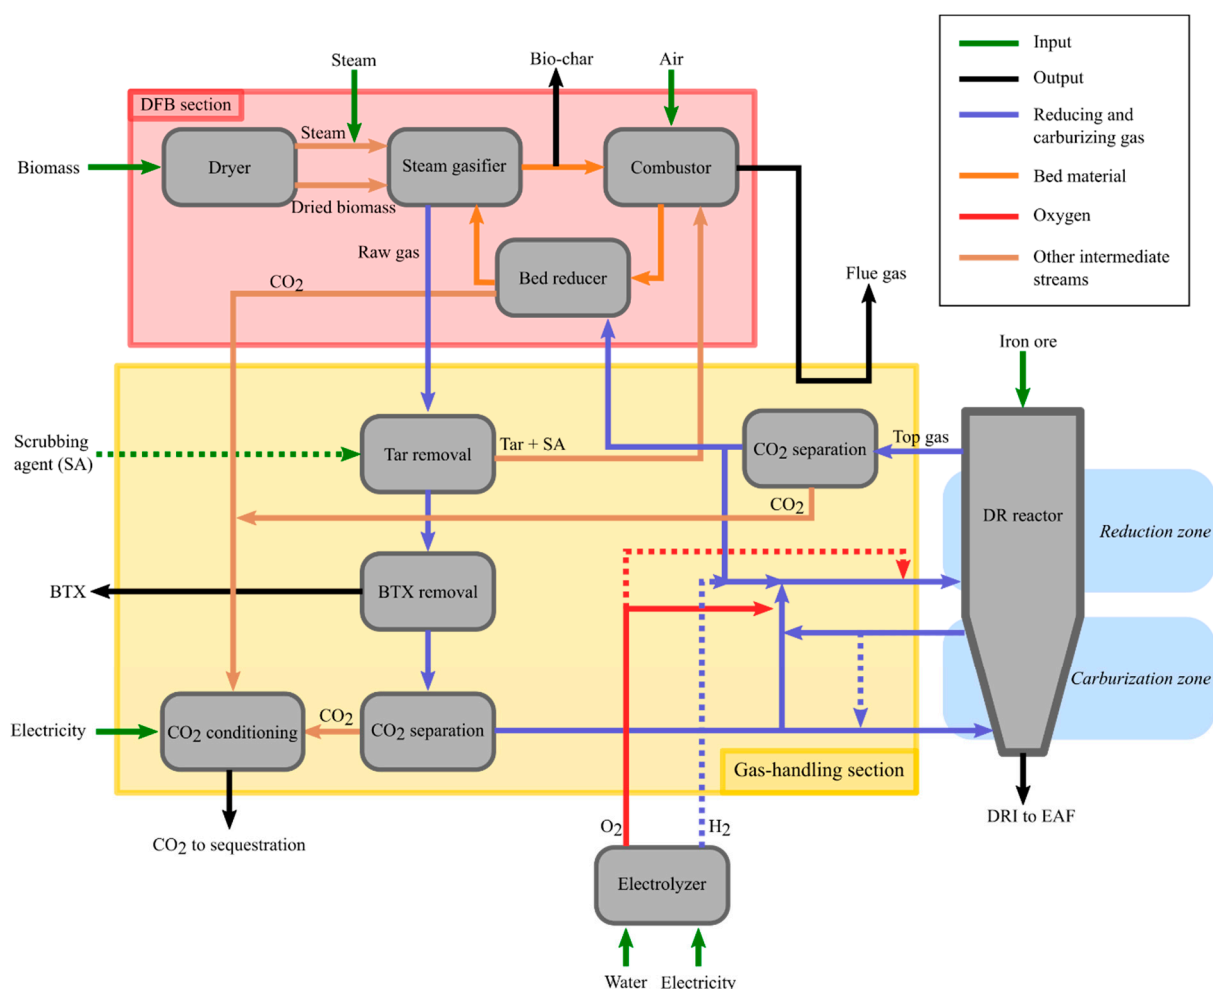 Steam
Bio-char
Air
Input
Output
Reducing and
carburizing gas
Bed material
Oxygen
Other intermediate
streams
DFB section
Steam
Biomass
Dryer
Steam gasifier
Combustor
Dried biomass
Raw gas
CO2
Bed reducer
Flue gas
Iron ore
Scrubbing
agent (SA)
Tar removal
Tar + SA
CO2 separation
Top gas
CO2
DR reactor
Reduction zone
BTX
BTX removal
Carburization zone
Electricity
CO2 conditioning
CO2
CO2 separation
Gas-handling section
CO2 to sequestration
O2
H2
DRI to EAF
Electrolyzer
Water
Electricity